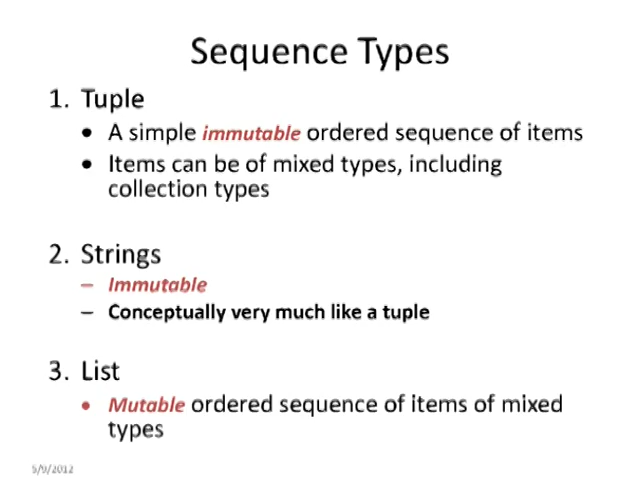 Sequence Types
1. Tuple
• A simple immutable ordered sequence of items
• Items can be of mixed types, including
collection types
2. Strings
– Immutable
– Conceptually very much like a tuple
3. List
• Mutable ordered sequence of items of mixed
types
5/9/2012